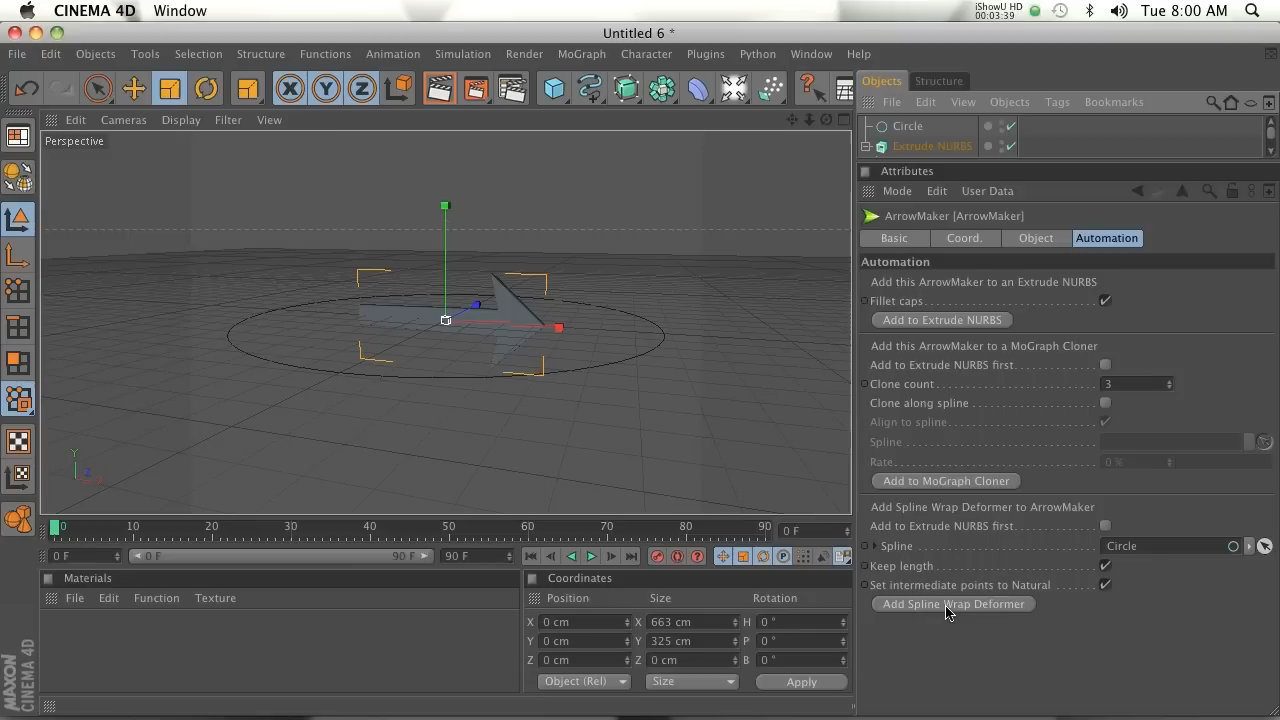 CINEMA 4D Window
iShowU HD
00:03:39
Tue 8:00 AM
Untitled 6 *
File Edit Objects Tools Selection Structure Functions Animation Simulation Render MoGraph Character Plugins Python Window Help
X Y Z
Objects Structure
File Edit View Objects Tags Bookmarks
Edit Cameras Display Filter View
Circle
Extrude NURBS
Perspective
Attributes
Mode Edit User Data
ArrowMaker [ArrowMaker]
Basic Coord. Object Automation
Automation
Add this ArrowMaker to an Extrude NURBS
Fillet caps
Add to Extrude NURBS
Add this ArrowMaker to a MoGraph Cloner
Add to Extrude NURBS first
Clone count 3
Clone along spline
Align to spline
Spline
Rate 0 %
Add to MoGraph Cloner
Add Spline Wrap Deformer to ArrowMaker
Add to Extrude NURBS first
Spline Circle
Keep length
Set intermediate points to Natural
Add Spline Wrap Deformer
Y
Z
0 10 20 30 40 50 60 70 80 90 0 F
0 F 0 F 90 F 90 F
Materials
File Edit Function Texture
Coordinates
Position Size Rotation
X 0 cm X 663 cm H 0 °
Y 0 cm Y 325 cm P 0 °
Z 0 cm Z 0 cm B 0 °
Object (Rel) Size Apply
MAXON
CINEMA 4D